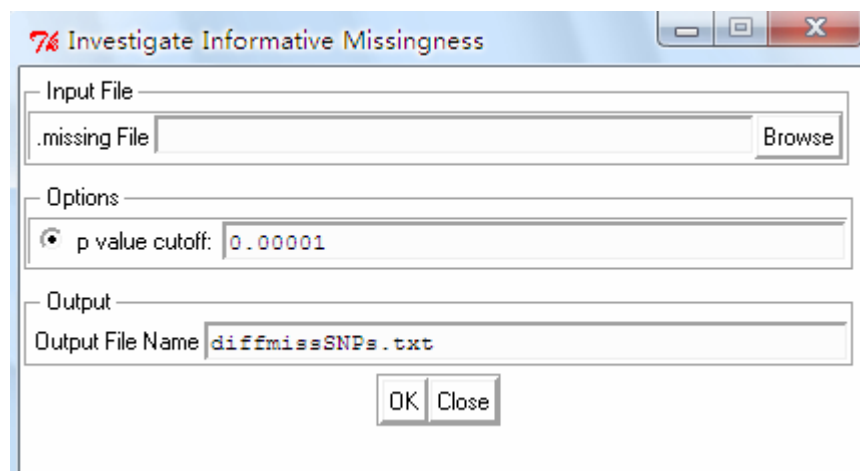 Investigate Informative Missingness
Input File
.missing File Browse
Options
p value cutoff: 0.00001
Output
Output File Name diffmissSNPs.txt
OK Close